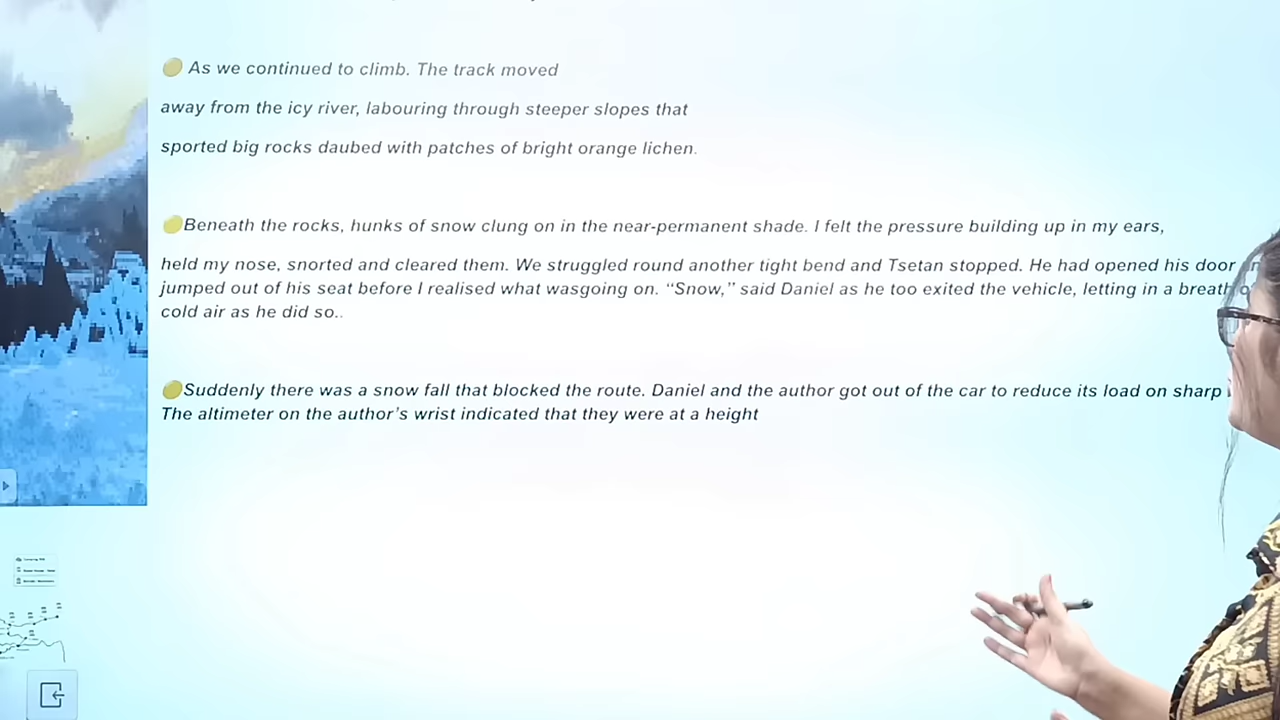 As we continued to climb. The track moved
away from the icy river, labouring through steeper slopes that
sported big rocks daubed with patches of bright orange lichen.
Beneath the rocks, hunks of snow clung on in the near-permanent shade. I felt the pressure building up in my ears,
held my nose, snorted and cleared them. We struggled round another tight bend and Tsetan stopped. He had opened his door
jumped out of his seat before I realised what wasgoing on. “Snow,” said Daniel as he too exited the vehicle, letting in a breath
cold air as he did so..
Suddenly there was a snow fall that blocked the route. Daniel and the author got out of the car to reduce its load on sharp
The altimeter on the author’s wrist indicated that they were at a height